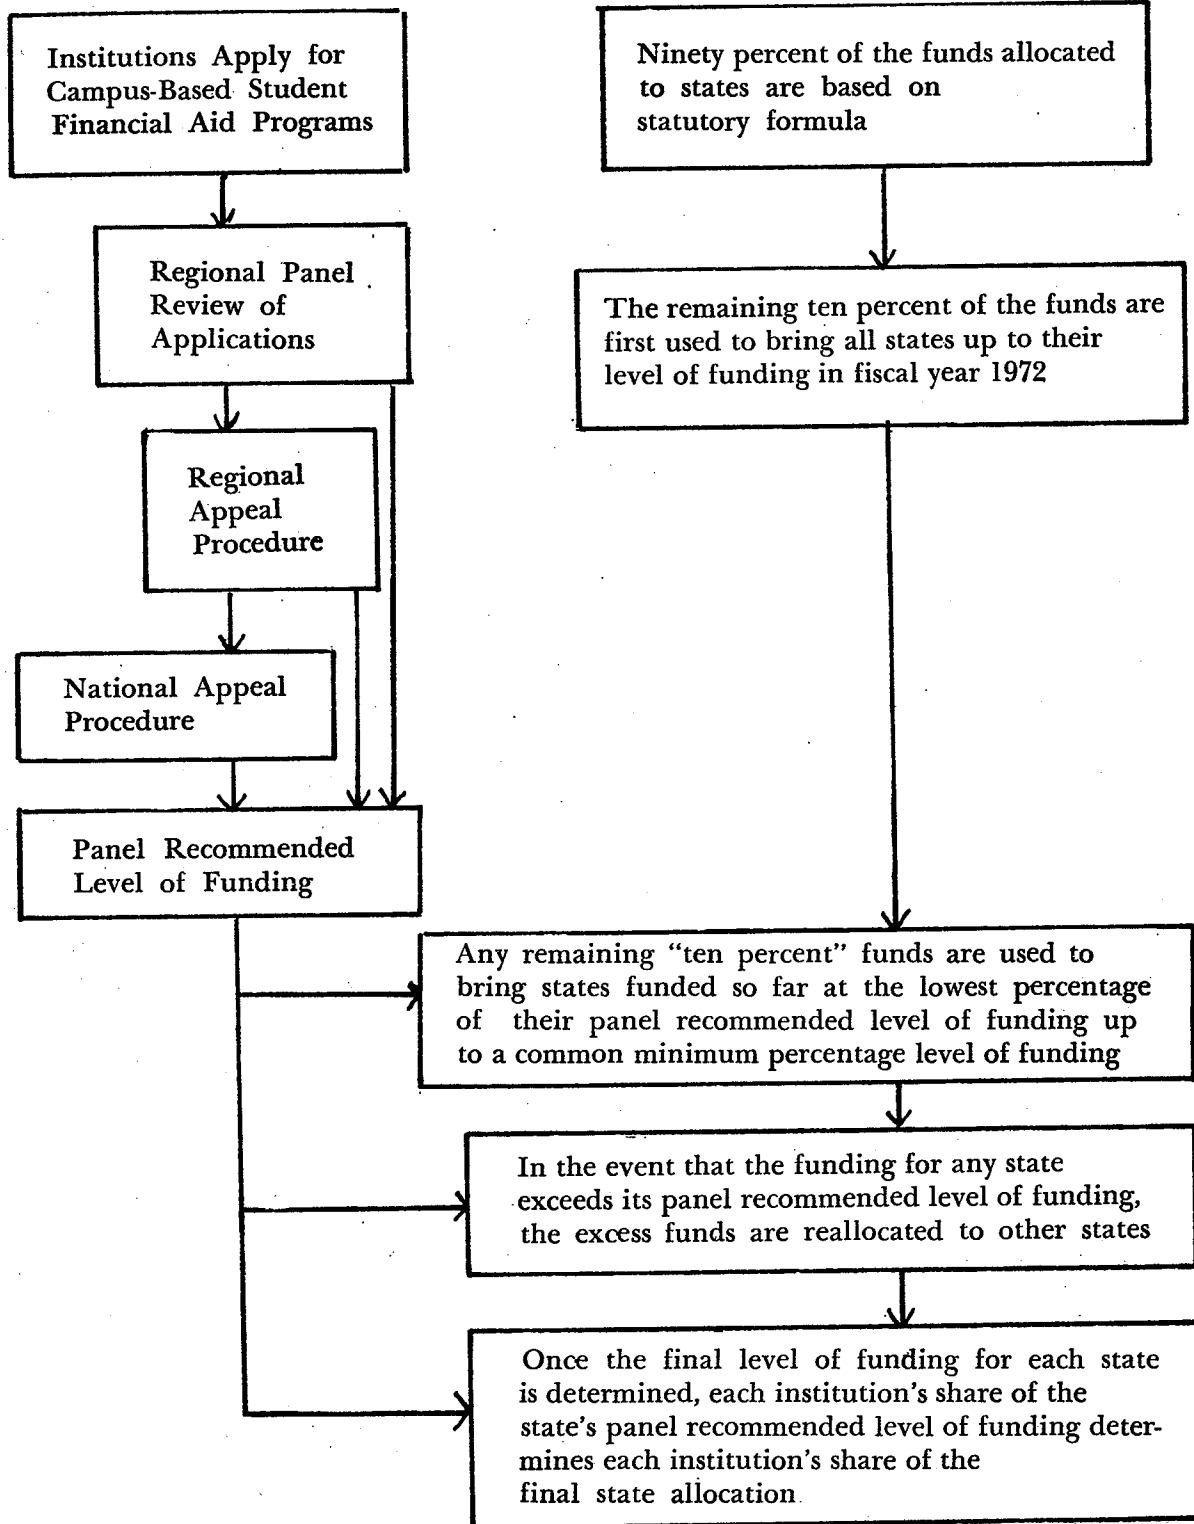 Institutions Apply for
Campus-Based Student
Financial Aid Programs
Regional Panel
Review of
Applications
Regional
Appeal
Procedure
National Appeal
Procedure
Panel Recommended
Level of Funding
Ninety percent of the funds allocated
to states are based on
statutory formula
The remaining ten percent of the funds are
first used to bring all states up to their
level of funding in fiscal year 1972
Any remaining “ten percent” funds are used to
bring states funded so far at the lowest percentage
of their panel recommended level of funding up
to a common minimum percentage level of funding
In the event that the funding for any state
exceeds its panel recommended level of funding,
the excess funds are reallocated to other states
Once the final level of funding for each state
is determined, each institution’s share of the
state’s panel recommended level of funding deter-
mines each institution’s share of the
final state allocation